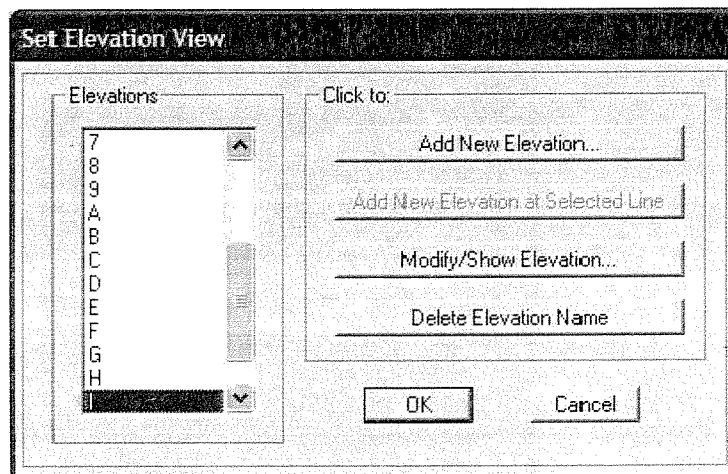 Set Elevation View
Elevations
7
8
9
A
B
C
D
E
F
G
H
I
Click to:
Add New Elevation...
Add New Elevation at Selected Line
Modify/Show Elevation...
Delete Elevation Name
OK
Cancel